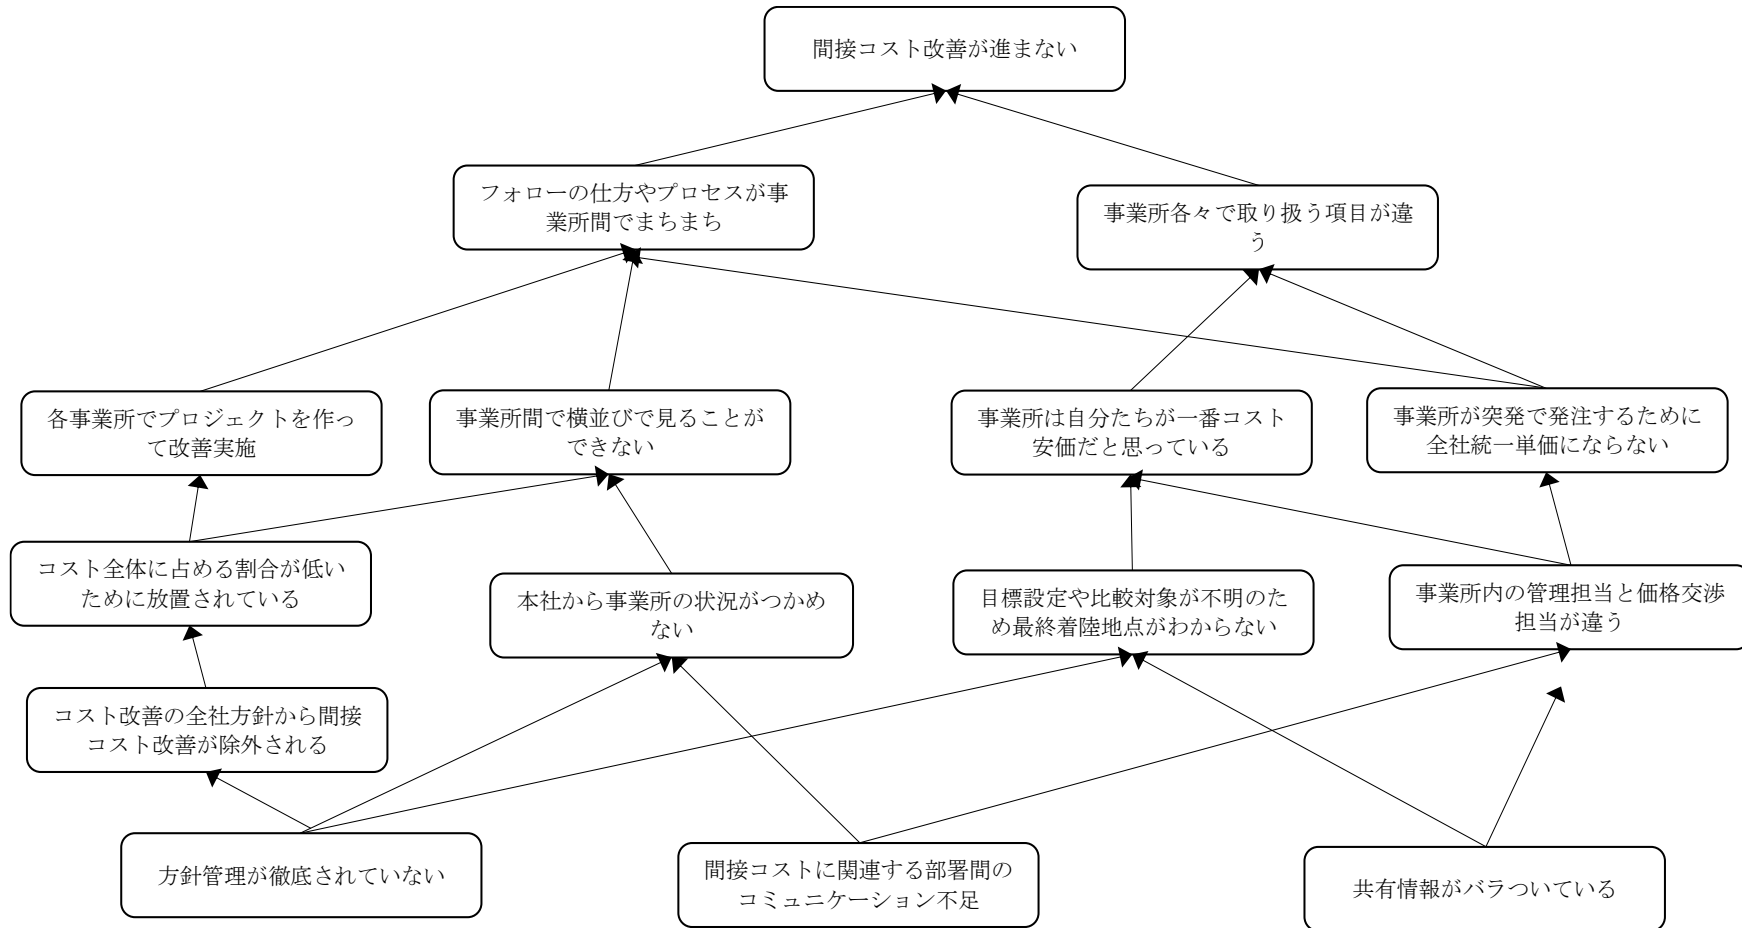 間接コスト改善が進まない
フォローの仕方やプロセスが事
業所間でまちまち
事業所各々で取り扱う項目が違
う
各事業所でプロジェクトを作っ
て改善実施
事業所間で横並びで見ることが
できない
事業所は自分たちが一番コスト
安価だと思っている
事業所が突発で発注するために
全社統一単価にならない
コスト全体に占める割合が低い
ために放置されている
本社から事業所の状況がつかめ
ない
目標設定や比較対象が不明のた
め最終着陸地点がわからない
事業所内の管理担当と価格交渉
担当が違う
コスト改善の全社方針から間接
コスト改善が除外される
方針管理が徹底されていない
間接コストに関連する部署間の
コミュニケーション不足
共有情報がバラついている